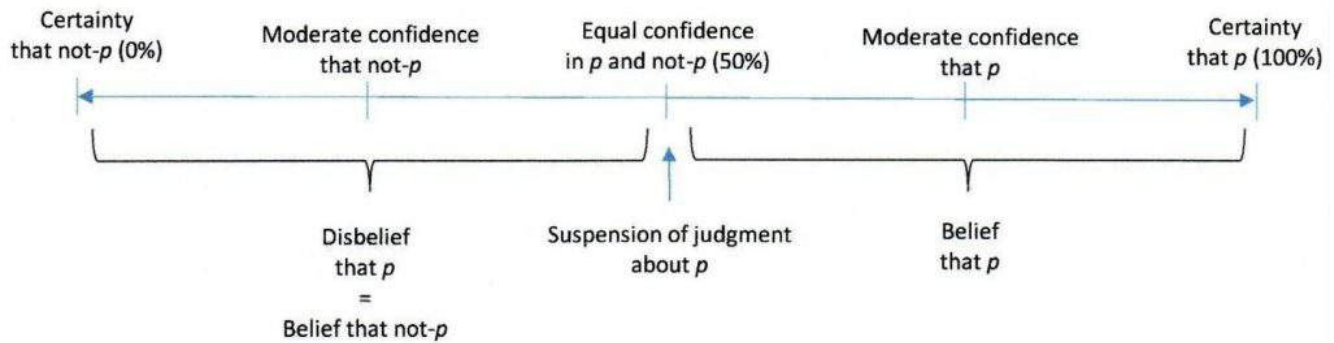 Certainty
that not-p (0%)
Moderate confidence
that not-p
Equal confidence
in p and not-p (50%)
Moderate confidence
that p
Certainty
that p (100%)
Disbelief
that p
=
Belief that not-p
Suspension of judgment
about p
Belief
that p